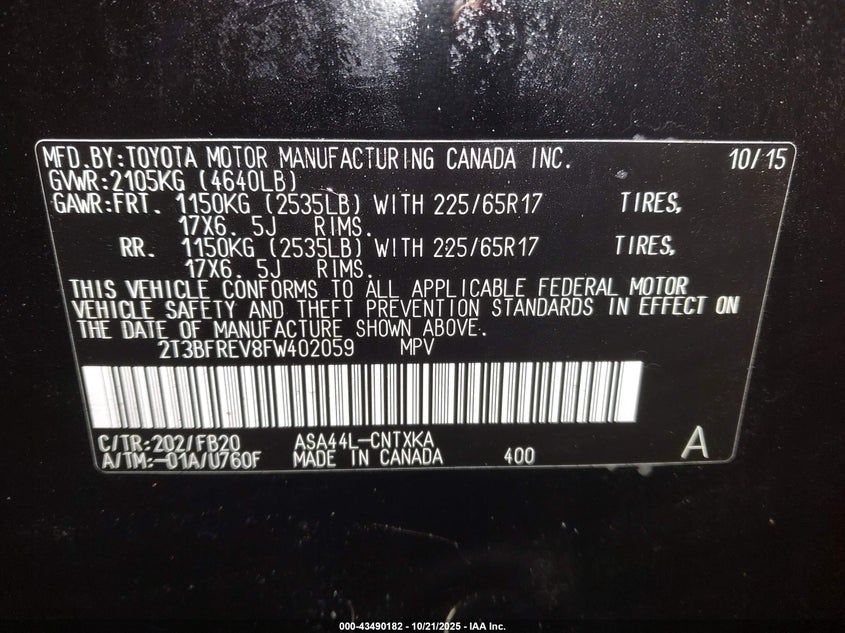 MFD.BY:TOYOTA MOTOR MANUFACTURING CANADA INC. 10/15
GVWR:2105KG (4640LB)
GAWR:FRT. 1150KG (2535LB) WITH 225/65R17 TIRES,
17X6. 5J RIMS.
RR. 1150KG (2535LB) WITH 225/65R17 TIRES,
17X6. 5J RIMS.
THIS VEHICLE CONFORMS TO ALL APPLICABLE FEDERAL MOTOR
VEHICLE SAFETY AND THEFT PREVENTION STANDARDS IN EFFECT ON
THE DATE OF MANUFACTURE SHOWN ABOVE.
2T3BFREV8FW402059 MPV
C/TR:202/FB20 ASA44L-CNTXKA A
A/TM:-01A/U760F MADE IN CANADA 400
000-43490182 - 10/21/2025 - IAA Inc.